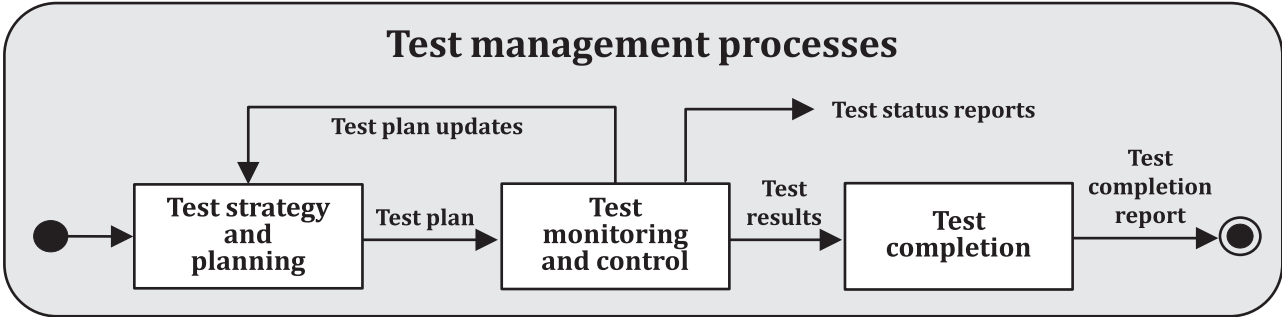 Test management processes
Test plan updates
Test status reports
Test strategy
and
planning
Test plan
Test
monitoring
and control
Test
results
Test
completion
Test
completion
report